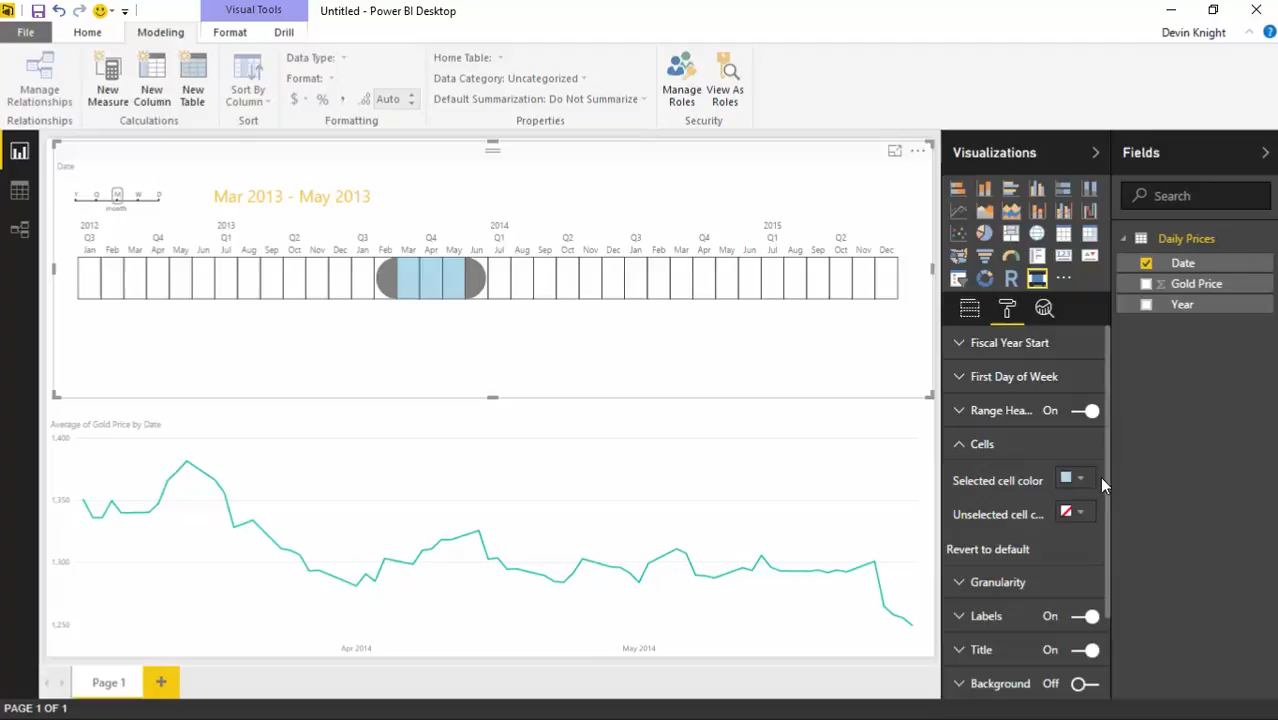 Visual Tools
Untitled - Power BI Desktop
File
Home
Modeling
Format
Drill
Devin Knight
Manage Relationships
New Measure
New Column
New Table
Sort By Column
Data Type:
Format:
$ % , Auto
Home Table:
Data Category: Uncategorized
Default Summarization: Do Not Summarize
Manage Roles
View As Roles
Relationships
Calculations
Sort
Formatting
Properties
Security
Date
Y Q M W D
month
Mar 2013 - May 2013
2012 2013 2014 2015
Q3 Q4 Q1 Q2 Q3 Q4 Q1 Q2 Q3 Q4 Q1 Q2
Jan Feb Mar May Jun Jul Aug Sep Oct Nov Dec Jan Feb Mar Apr May Jun Jul Aug Sep Oct Nov Dec Jan Feb Mar Apr May Jul Aug Sep Oct Nov Dec
Average of Gold Price by Date
1,400
1,350
1,300
1,250
Apr 2014
May 2014
Visualizations
R
Fiscal Year Start
First Day of Week
Range Hea... On
Cells
Selected cell color
Unselected cell c...
Revert to default
Granularity
Labels On
Title On
Background Off
Fields
Search
Daily Prices
Date
Σ Gold Price
Year
Page 1
PAGE 1 OF 1